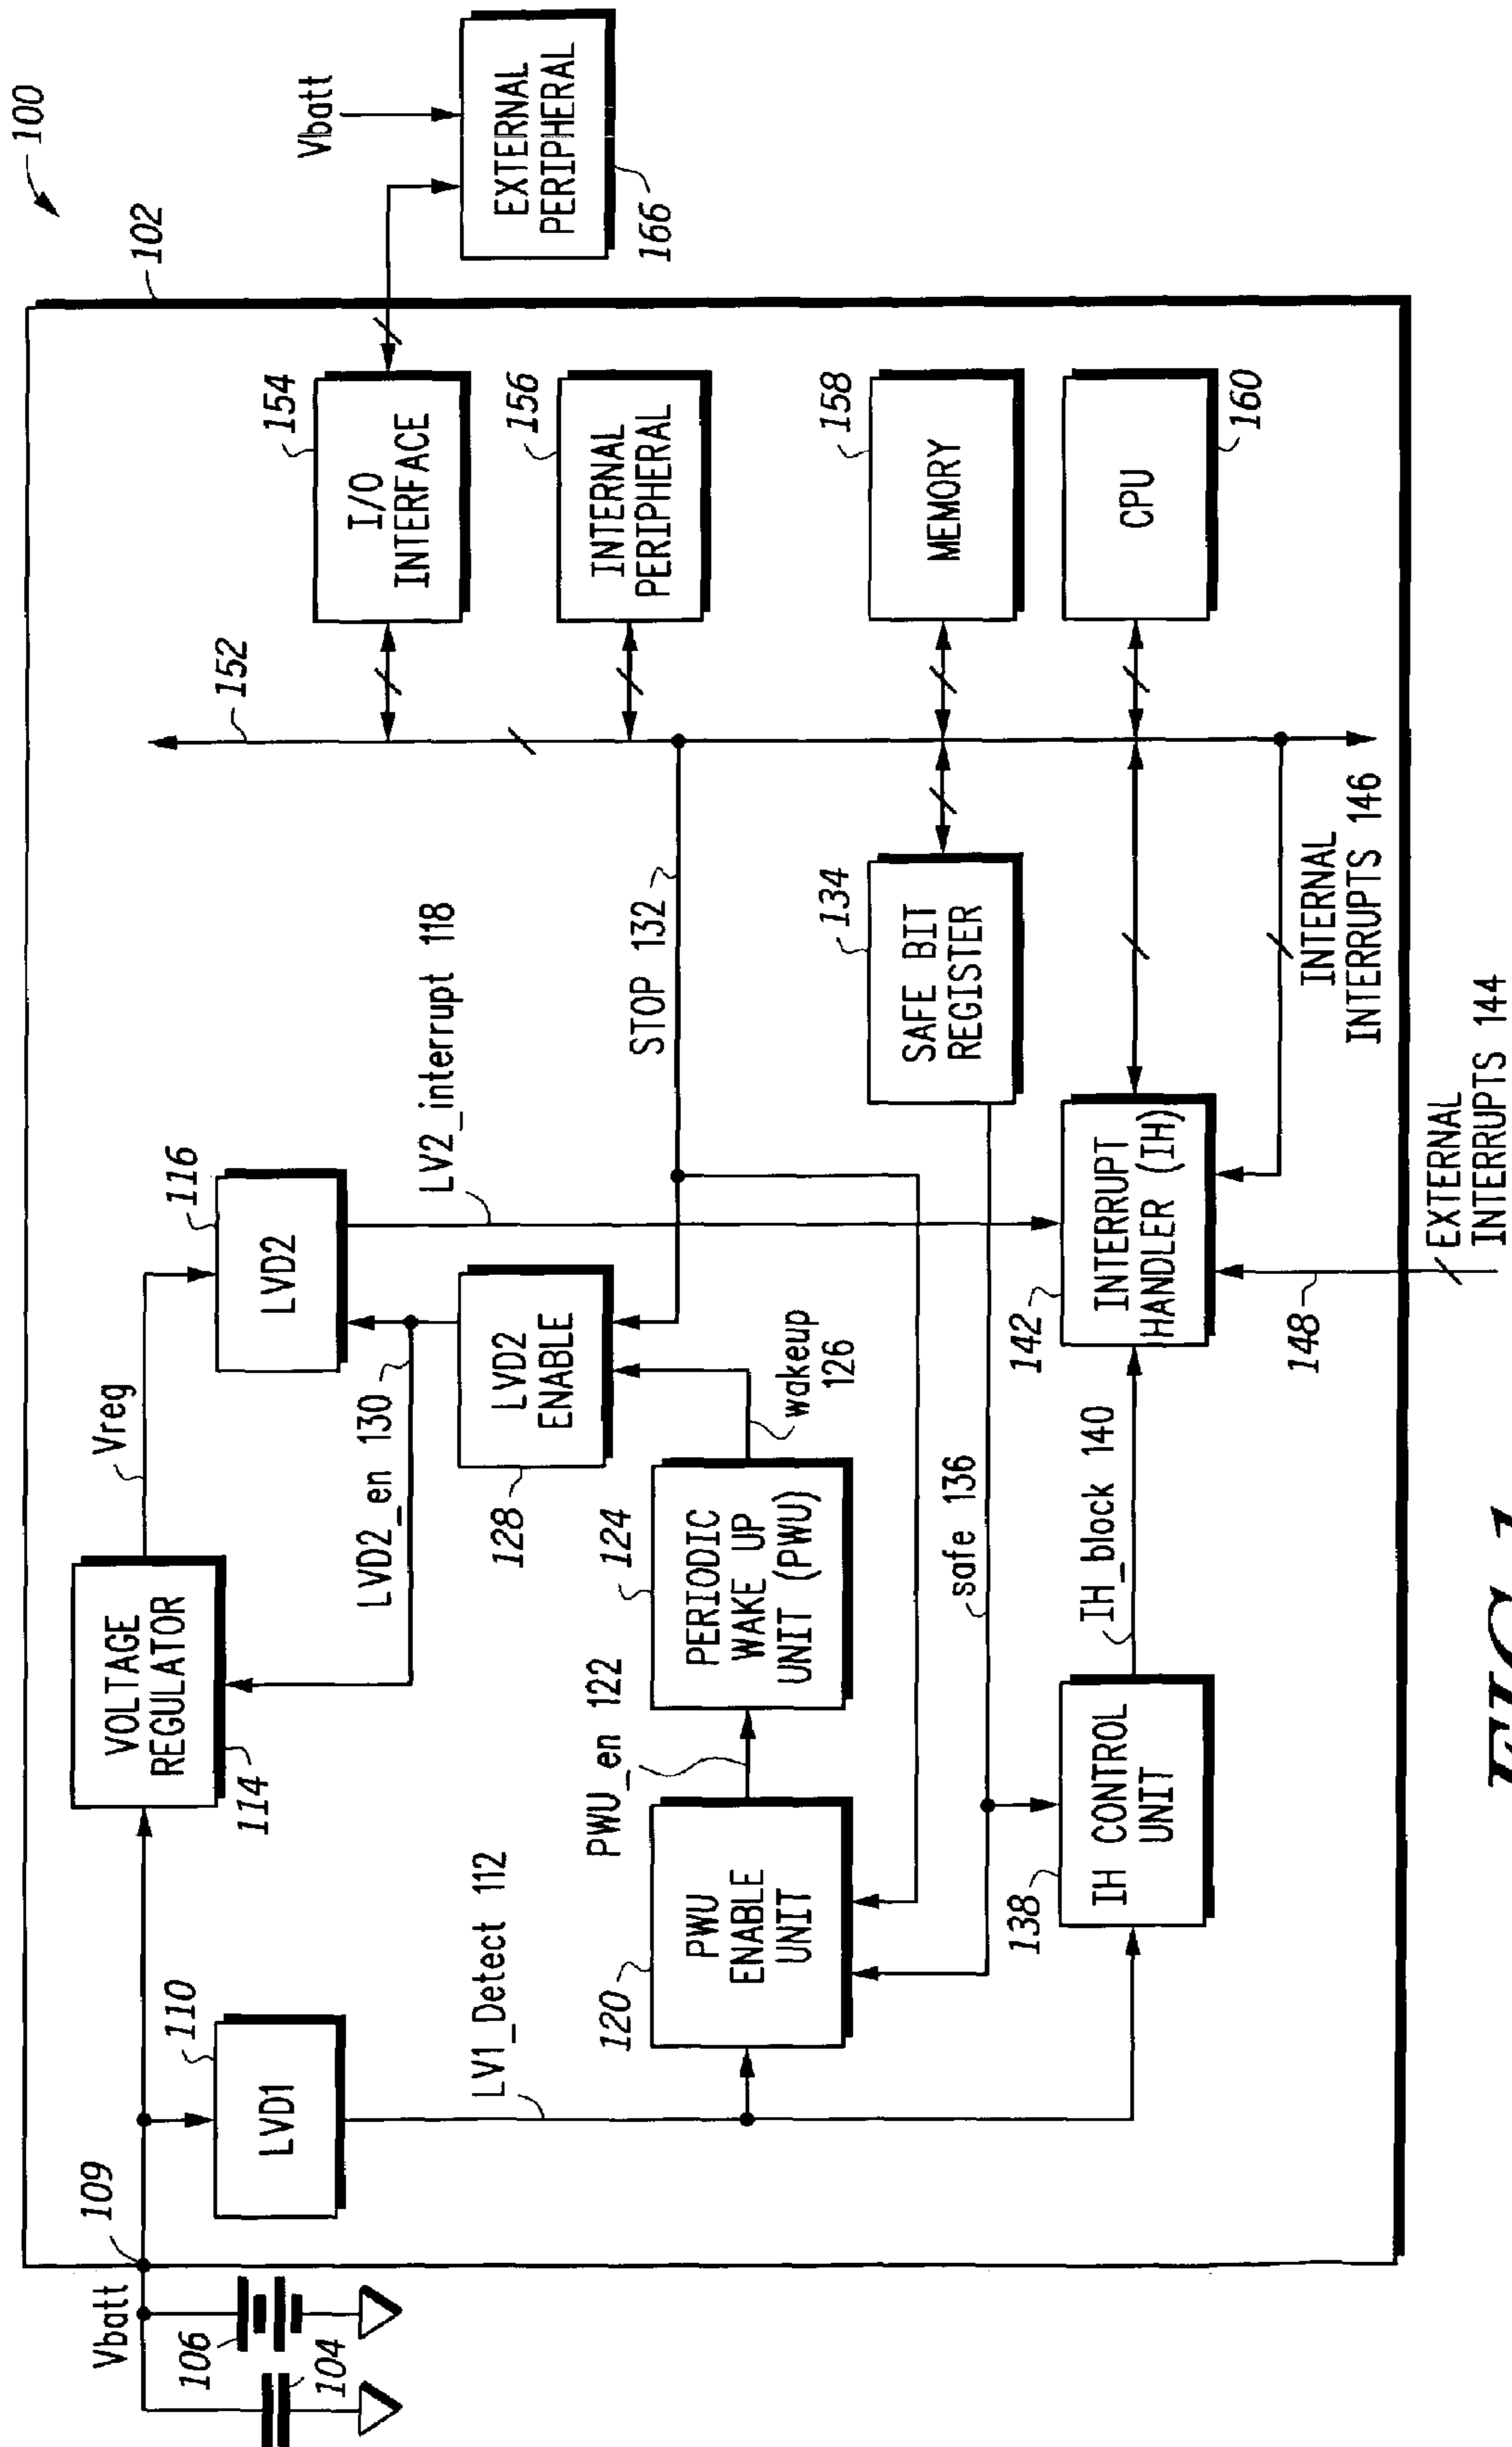 100
102
Vbatt
109
106
104
110
LVD1
LV1_Detect 112
VOLTAGE
REGULATOR
114
Vreg
116
LVD2
LVD2_en 130
LV2_interrupt 118
LVD2
ENABLE
128
STOP 132
152
154
I/O
INTERFACE
Vbatt
EXTERNAL
PERIPHERAL
166
156
INTERNAL
PERIPHERAL
120
PWU
ENABLE
UNIT
PWU_en 122
124
PERIODIC
WAKE UP
UNIT (PWU)
wakeup
126
134
SAFE BIT
REGISTER
158
MEMORY
safe 136
138
IH CONTROL
UNIT
IH_block 140
142
INTERRUPT
HANDLER (IH)
CPU
160
148
INTERNAL
INTERRUPTS 146
EXTERNAL
INTERRUPTS 144
FIG. 1